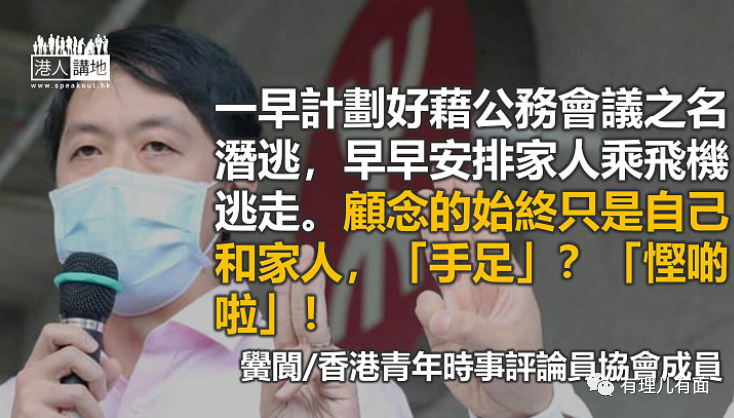 港人講地
www.speakout.hk
一早計劃好藉公務會議之名
潛逃，早早安排家人乘飛機
逃走。顧念的始終只是自己
和家人，「手足」？「慳啲
啦」！
黌閬/香港青年時事評論員協會成員
有理儿有面